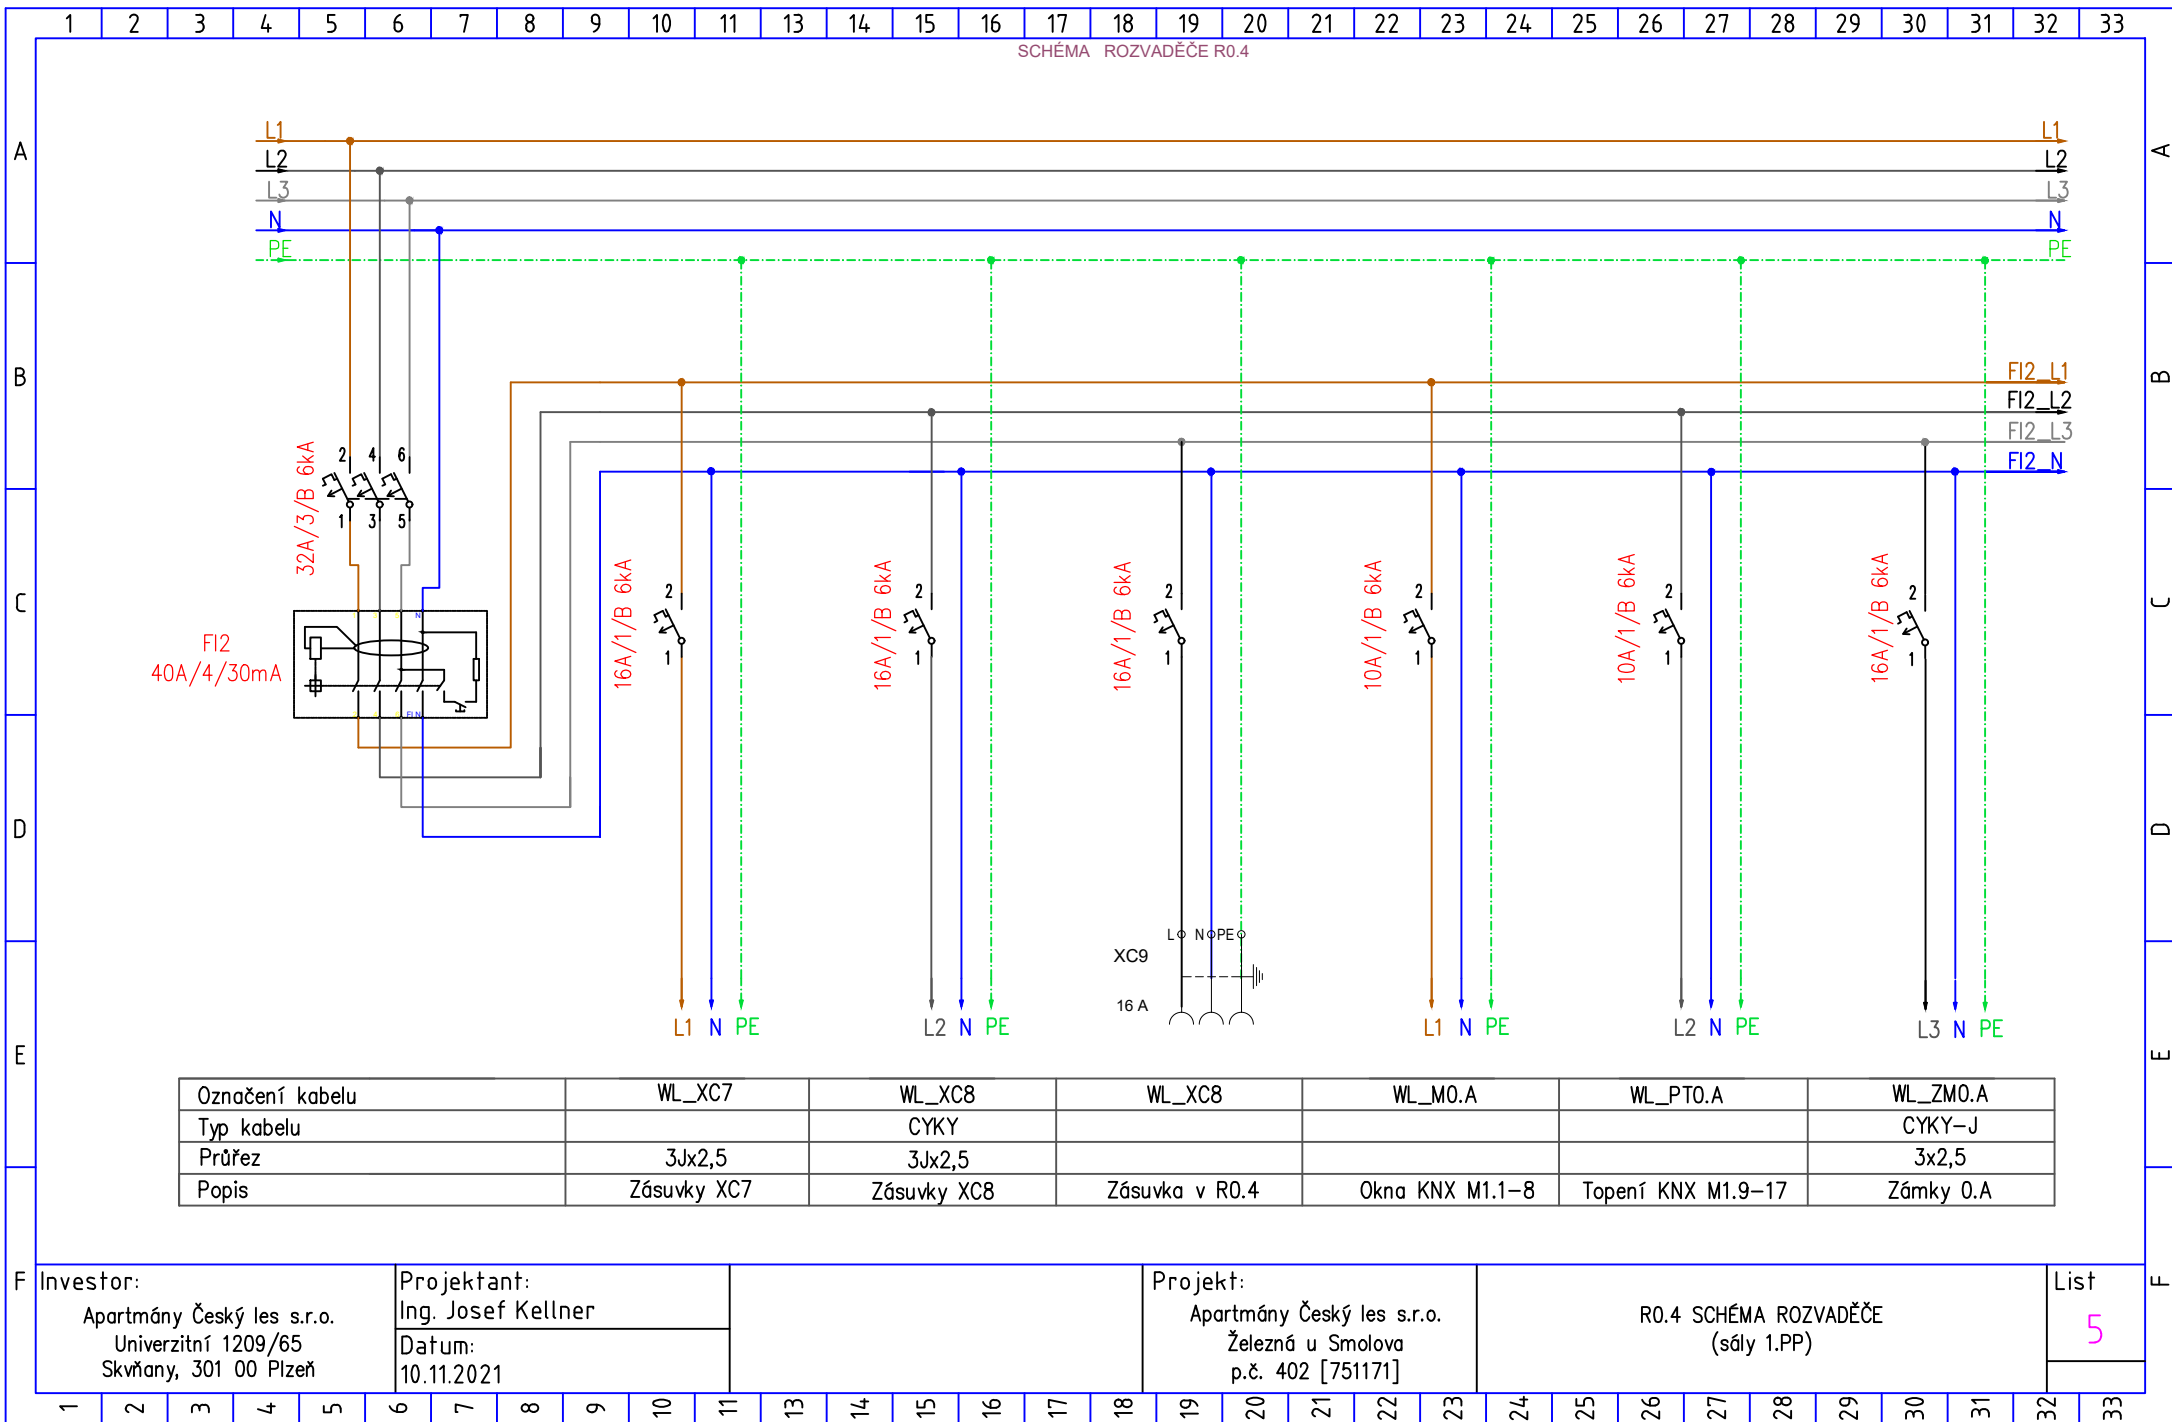 1 2 3 4 5 6 7 8 9 10 11 13 14 15 16 17 18 19 20 21 22 23 24 25 26 27 28 29 30 31 32 33
SCHÉMA ROZVADĚČE R0.4
L1 L1
A A
L2 L2
L3 L3
N N
PE PE
FI2_L1
B B
FI2_L2
FI2_L3
FI2_N
32A/3/B 6kA
2 4 6
1 3 5
16A/1/B 6kA
2
1
16A/1/B 6kA
2
1
16A/1/B 6kA
2
1
10A/1/B 6kA
2
1
10A/1/B 6kA
2
1
16A/1/B 6kA
2
1
C C
FI2
40A/4/30mA
N
FI.N
D D
L N PE
XC9
16 A
L1 N PE
L2 N PE
L1 N PE
L2 N PE
L3 N PE
E E
Označení kabelu WL_XC7 WL_XC8 WL_XC8 WL_M0.A WL_PT0.A WL_ZM0.A
Typ kabelu CYKY CYKY-J
Průřez 3Jx2,5 3Jx2,5 3x2,5
Popis Zásuvky XC7 Zásuvky XC8 Zásuvka v R0.4 Okna KNX M1.1-8 Topení KNX M1.9-17 Zámky 0.A
F F
Investor:
Apartmány Český les s.r.o.
Univerzitní 1209/65
Skvňany, 301 00 Plzeň
Projektant:
Ing. Josef Kellner
Datum:
10.11.2021
Projekt:
Apartmány Český les s.r.o.
Železná u Smolova
p.č. 402 [751171]
R0.4 SCHÉMA ROZVADĚČE
(sály 1.PP)
List
5
1 2 3 4 5 6 7 8 9 10 11 13 14 15 16 17 18 19 20 21 22 23 24 25 26 27 28 29 30 31 32 33